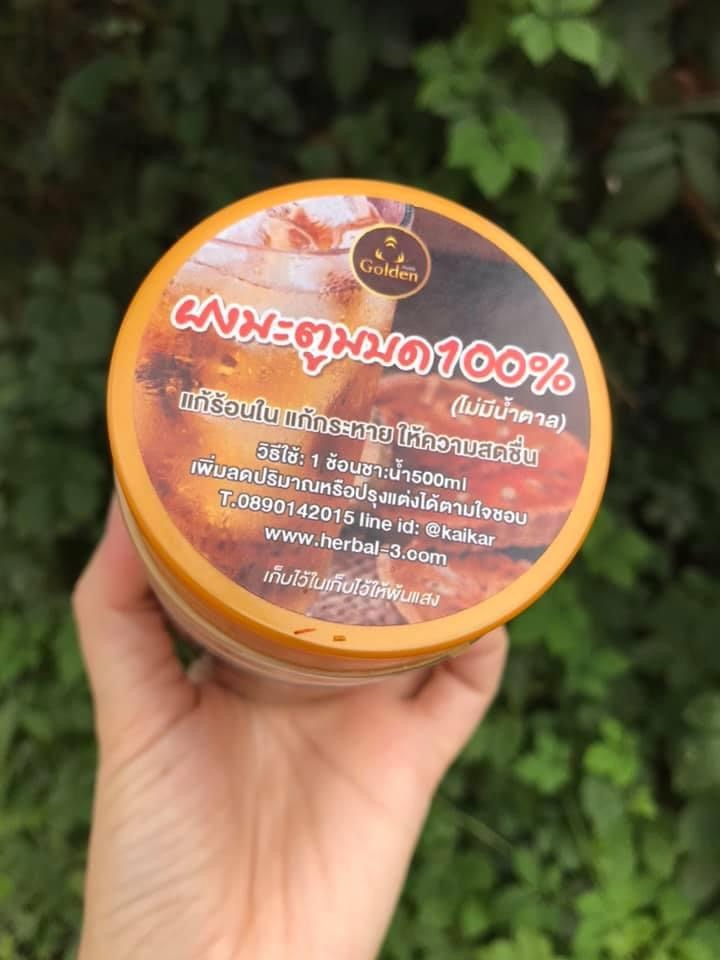 Golden
ผงมะตูมบด100%
(ไม่มีน้ำตาล)
แก้ร้อนใน แก้กระหาย ให้ความสดชื่น
วิธีใช้: 1 ช้อนชา:น้ำ500ml
เพิ่มลดปริมาณหรือปรุงแต่งได้ตามใจชอบ
T.0890142015 line id: @kaikar
www.herbal-3.com
เก็บไว้ในเก็บไว้ให้พ้นแสง